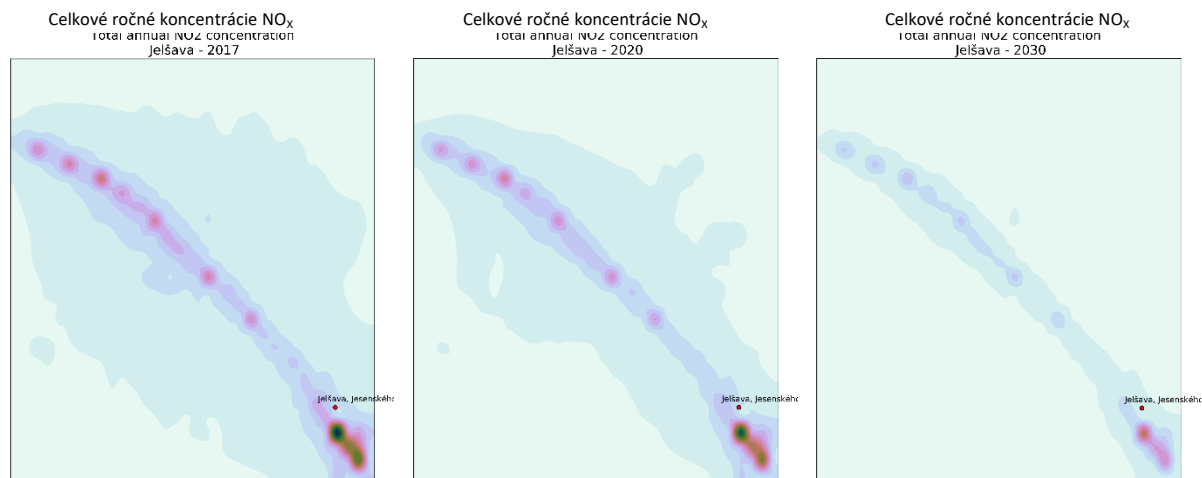 Celkové ročné koncentrácie NOX
Total annual NO2 concentration
Jelšava - 2017
Jelšava, Jesenského
Celkové ročné koncentrácie NOX
Total annual NO2 concentration
Jelšava - 2020
Jelšava, Jesenského
Celkové ročné koncentrácie NOX
Total annual NO2 concentration
Jelšava - 2030
Jelšava, Jesenského